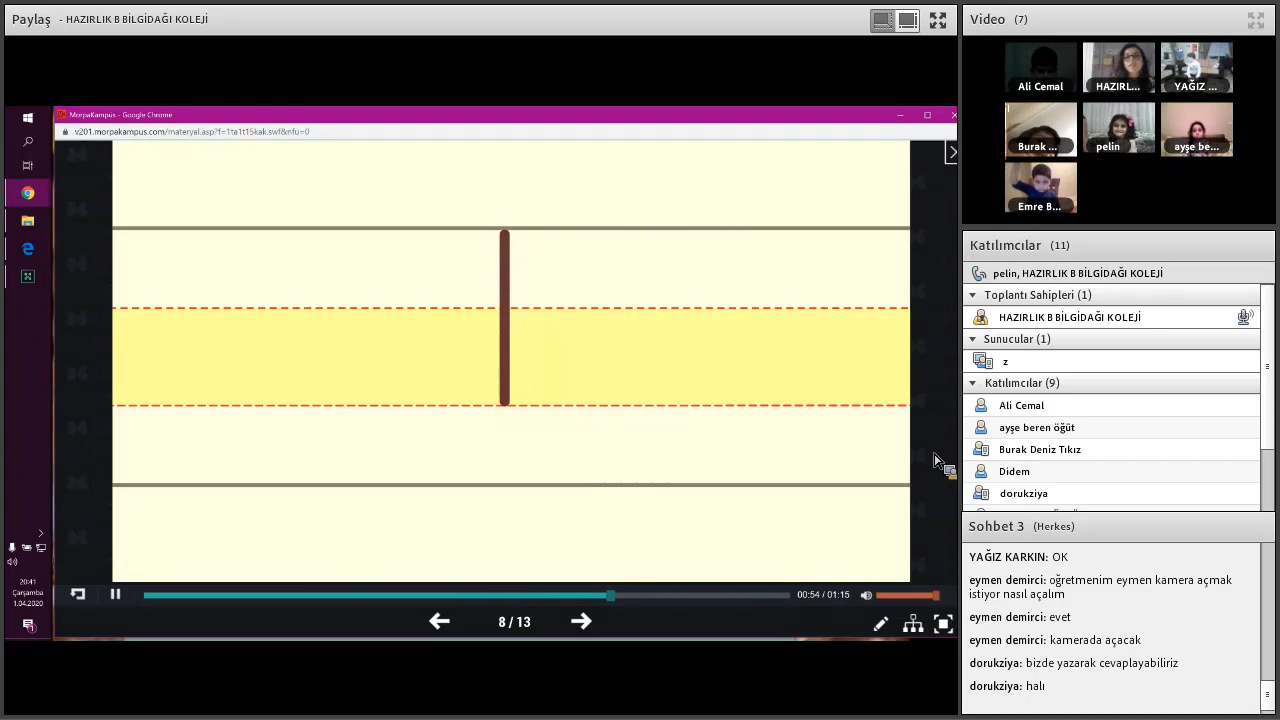 Paylaş - HAZIRLIK B BİLGİDAĞI KOLEJİ
Video (7)
Ali Cemal
HAZIRL...
YAĞIZ ...
Burak ...
pelin
ayşe be...
Emre B...
MorpaKampus - Google Chrome
v201.morpakampus.com/materyal.asp?f=1ta1t15kak.swf&nfu=0
20:41
Çarşamba
1.04.2020
00:54 / 01:15
8 / 13
Katılımcılar (11)
pelin, HAZIRLIK B BİLGİDAĞI KOLEJİ
Toplantı Sahipleri (1)
HAZIRLIK B BİLGİDAĞI KOLEJİ
Sunucular (1)
z
Katılımcılar (9)
Ali Cemal
ayşe beren öğüt
Burak Deniz Tıkız
Didem
dorukziya
Sohbet 3 (Herkes)
YAĞIZ KARKIN: OK
eymen demirci: oğretmenim eymen kamera açmak
istiyor nasıl açalım
eymen demirci: evet
eymen demirci: kamerada açacak
dorukziya: bizde yazarak cevaplayabiliriz
dorukziya: halı